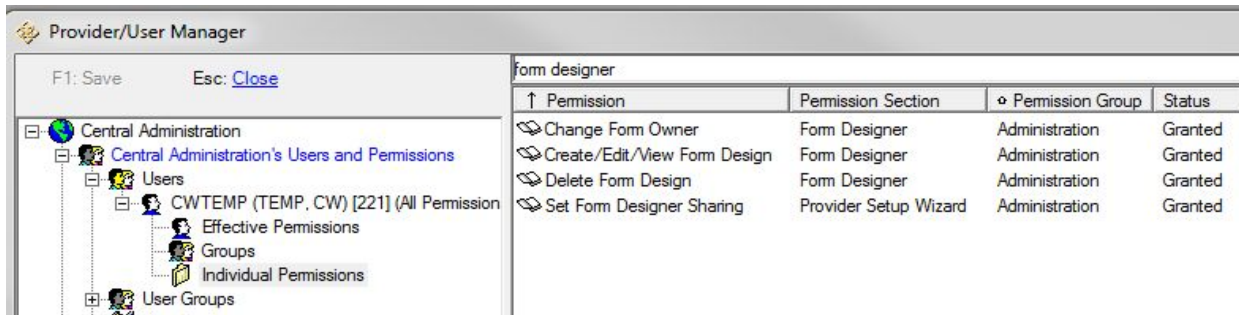 Provider/User Manager
F1: Save Esc: Close
form designer
↑ Permission Permission Section Permission Group Status
Change Form Owner Form Designer Administration Granted
Create/Edit/View Form Design Form Designer Administration Granted
Delete Form Design Form Designer Administration Granted
Set Form Designer Sharing Provider Setup Wizard Administration Granted
Central Administration
Central Administration's Users and Permissions
Users
CWTEMP (TEMP, CW) [221] (All Permission
Effective Permissions
Groups
Individual Permissions
User Groups